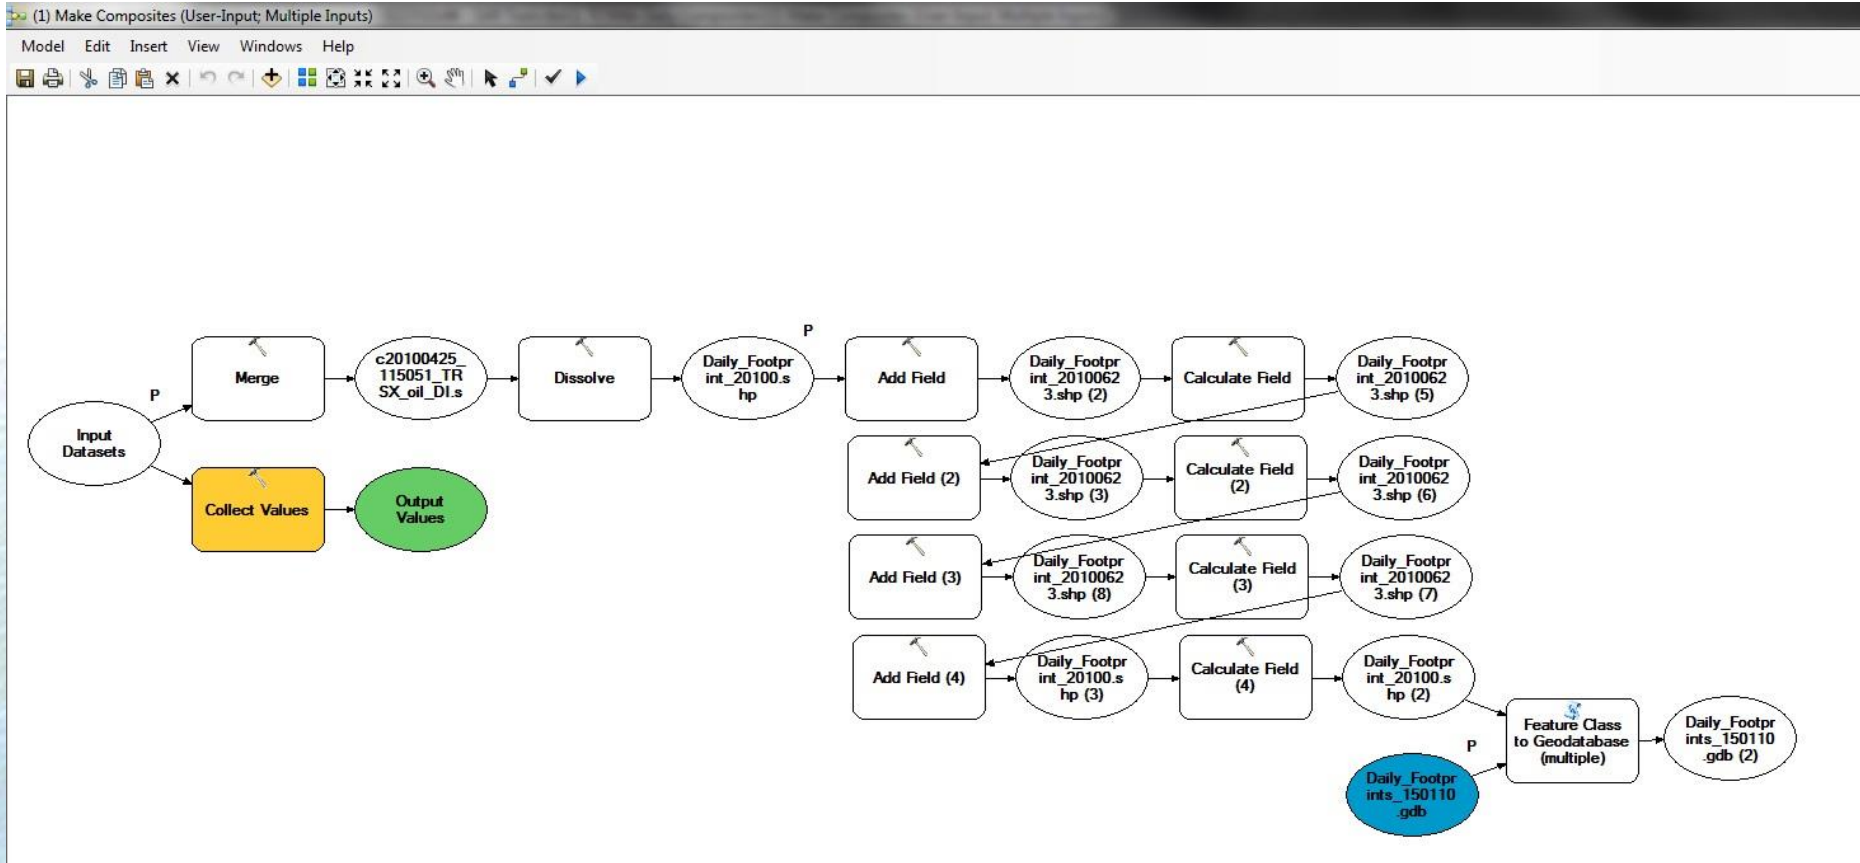 (1) Make Composites (User-Input; Multiple Inputs)
Model Edit Insert View Windows Help
P
Input
Datasets
Merge
c20100425_
115051_TR
SX_oil_DI.s
Dissolve
Daily_Footpr
int_20100.s
hp
P
Add Field
Daily_Footpr
int_2010062
3.shp (2)
Calculate Field
Daily_Footpr
int_2010062
3.shp (5)
Collect Values
Output
Values
Add Field (2)
Daily_Footpr
int_2010062
3.shp (3)
Calculate Field
(2)
Daily_Footpr
int_2010062
3.shp (6)
Add Field (3)
Daily_Footpr
int_2010062
3.shp (8)
Calculate Field
(3)
Daily_Footpr
int_2010062
3.shp (7)
Add Field (4)
Daily_Footpr
int_20100.s
hp (3)
Calculate Field
(4)
Daily_Footpr
int_20100.s
hp (2)
P
Daily_Footpr
ints_150110
.gdb
Feature Class
to Geodatabase
(multiple)
Daily_Footpr
ints_150110
.gdb (2)